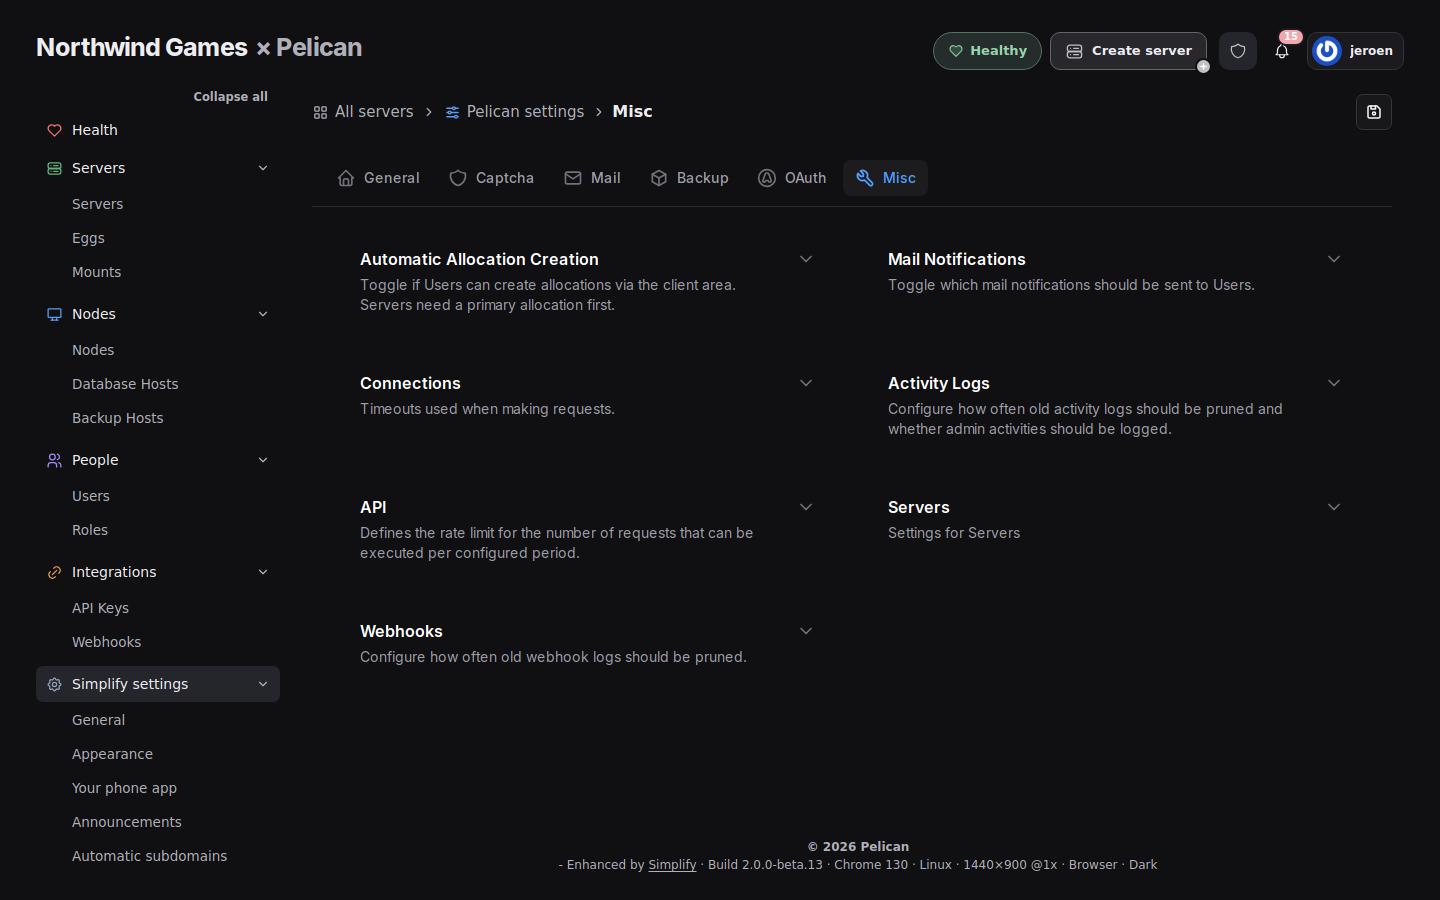 Northwind Games × Pelican
Healthy
Create server
15
jeroen
Collapse all
Health
Servers
Servers
Eggs
Mounts
Nodes
Nodes
Database Hosts
Backup Hosts
People
Users
Roles
Integrations
API Keys
Webhooks
Simplify settings
General
Appearance
Your phone app
Announcements
Automatic subdomains
All servers > Pelican settings > Misc
General
Captcha
Mail
Backup
OAuth
Misc
Automatic Allocation Creation
Toggle if Users can create allocations via the client area.
Servers need a primary allocation first.
Mail Notifications
Toggle which mail notifications should be sent to Users.
Connections
Timeouts used when making requests.
Activity Logs
Configure how often old activity logs should be pruned and
whether admin activities should be logged.
API
Defines the rate limit for the number of requests that can be
executed per configured period.
Servers
Settings for Servers
Webhooks
Configure how often old webhook logs should be pruned.
© 2026 Pelican
- Enhanced by Simplify · Build 2.0.0-beta.13 · Chrome 130 · Linux · 1440×900 @1x · Browser · Dark